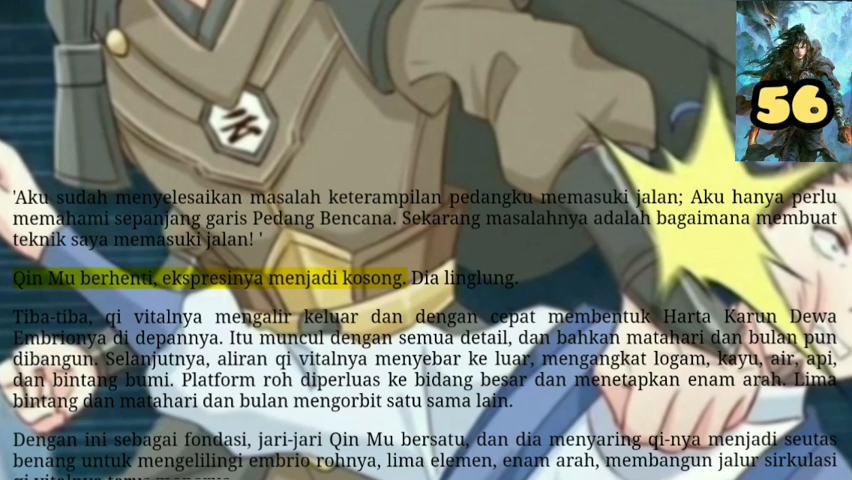 56
'Aku sudah menyelesaikan masalah keterampilan pedangku memasuki jalan; Aku hanya perlu
memahami sepanjang garis Pedang Bencana. Sekarang masalahnya adalah bagaimana membuat
teknik saya memasuki jalan! '
Qin Mu berhenti, ekspresinya menjadi kosong. Dia linglung.
Tiba-tiba, qi vitalnya mengalir keluar dan dengan cepat membentuk Harta Karun Dewa
Embrionya di depannya. Itu muncul dengan semua detail, dan bahkan matahari dan bulan pun
dibangun. Selanjutnya, aliran qi vitalnya menyebar ke luar, mengangkat logam, kayu, air, api,
dan bintang bumi. Platform roh diperluas ke bidang besar dan menetapkan enam arah. Lima
bintang dan matahari dan bulan mengorbit satu sama lain.
Dengan ini sebagai fondasi, jari-jari Qin Mu bersatu, dan dia menyaring qi-nya menjadi seutas
benang untuk mengelilingi embrio rohnya, lima elemen, enam arah, membangun jalur sirkulasi